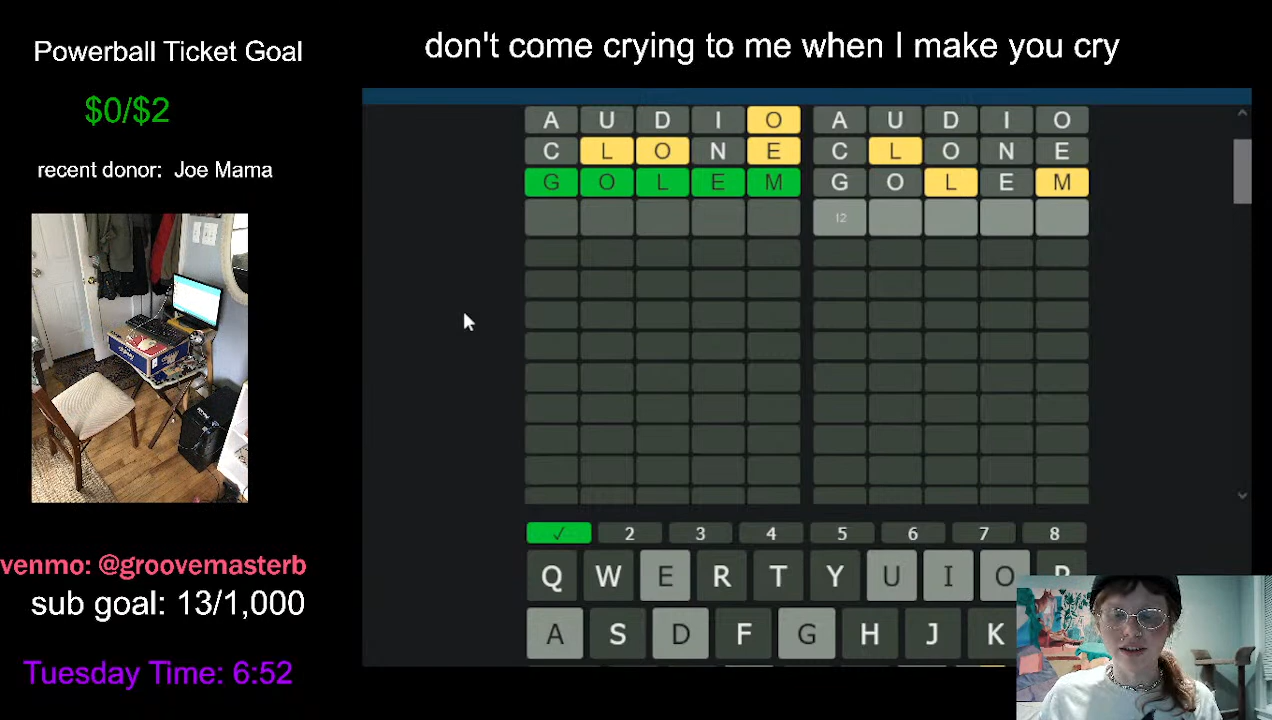 Powerball Ticket Goal
$0/$2
recent donor: Joe Mama
venmo: @groovemasterb
sub goal: 13/1,000
Tuesday Time: 6:52
don't come crying to me when I make you cry
A U D I O A U D I O
C L O N E C L O N E
G O L E M G O L E M
12
✓ 2 3 4 5 6 7 8
Q W E R T Y U I O P
A S D F G H J K